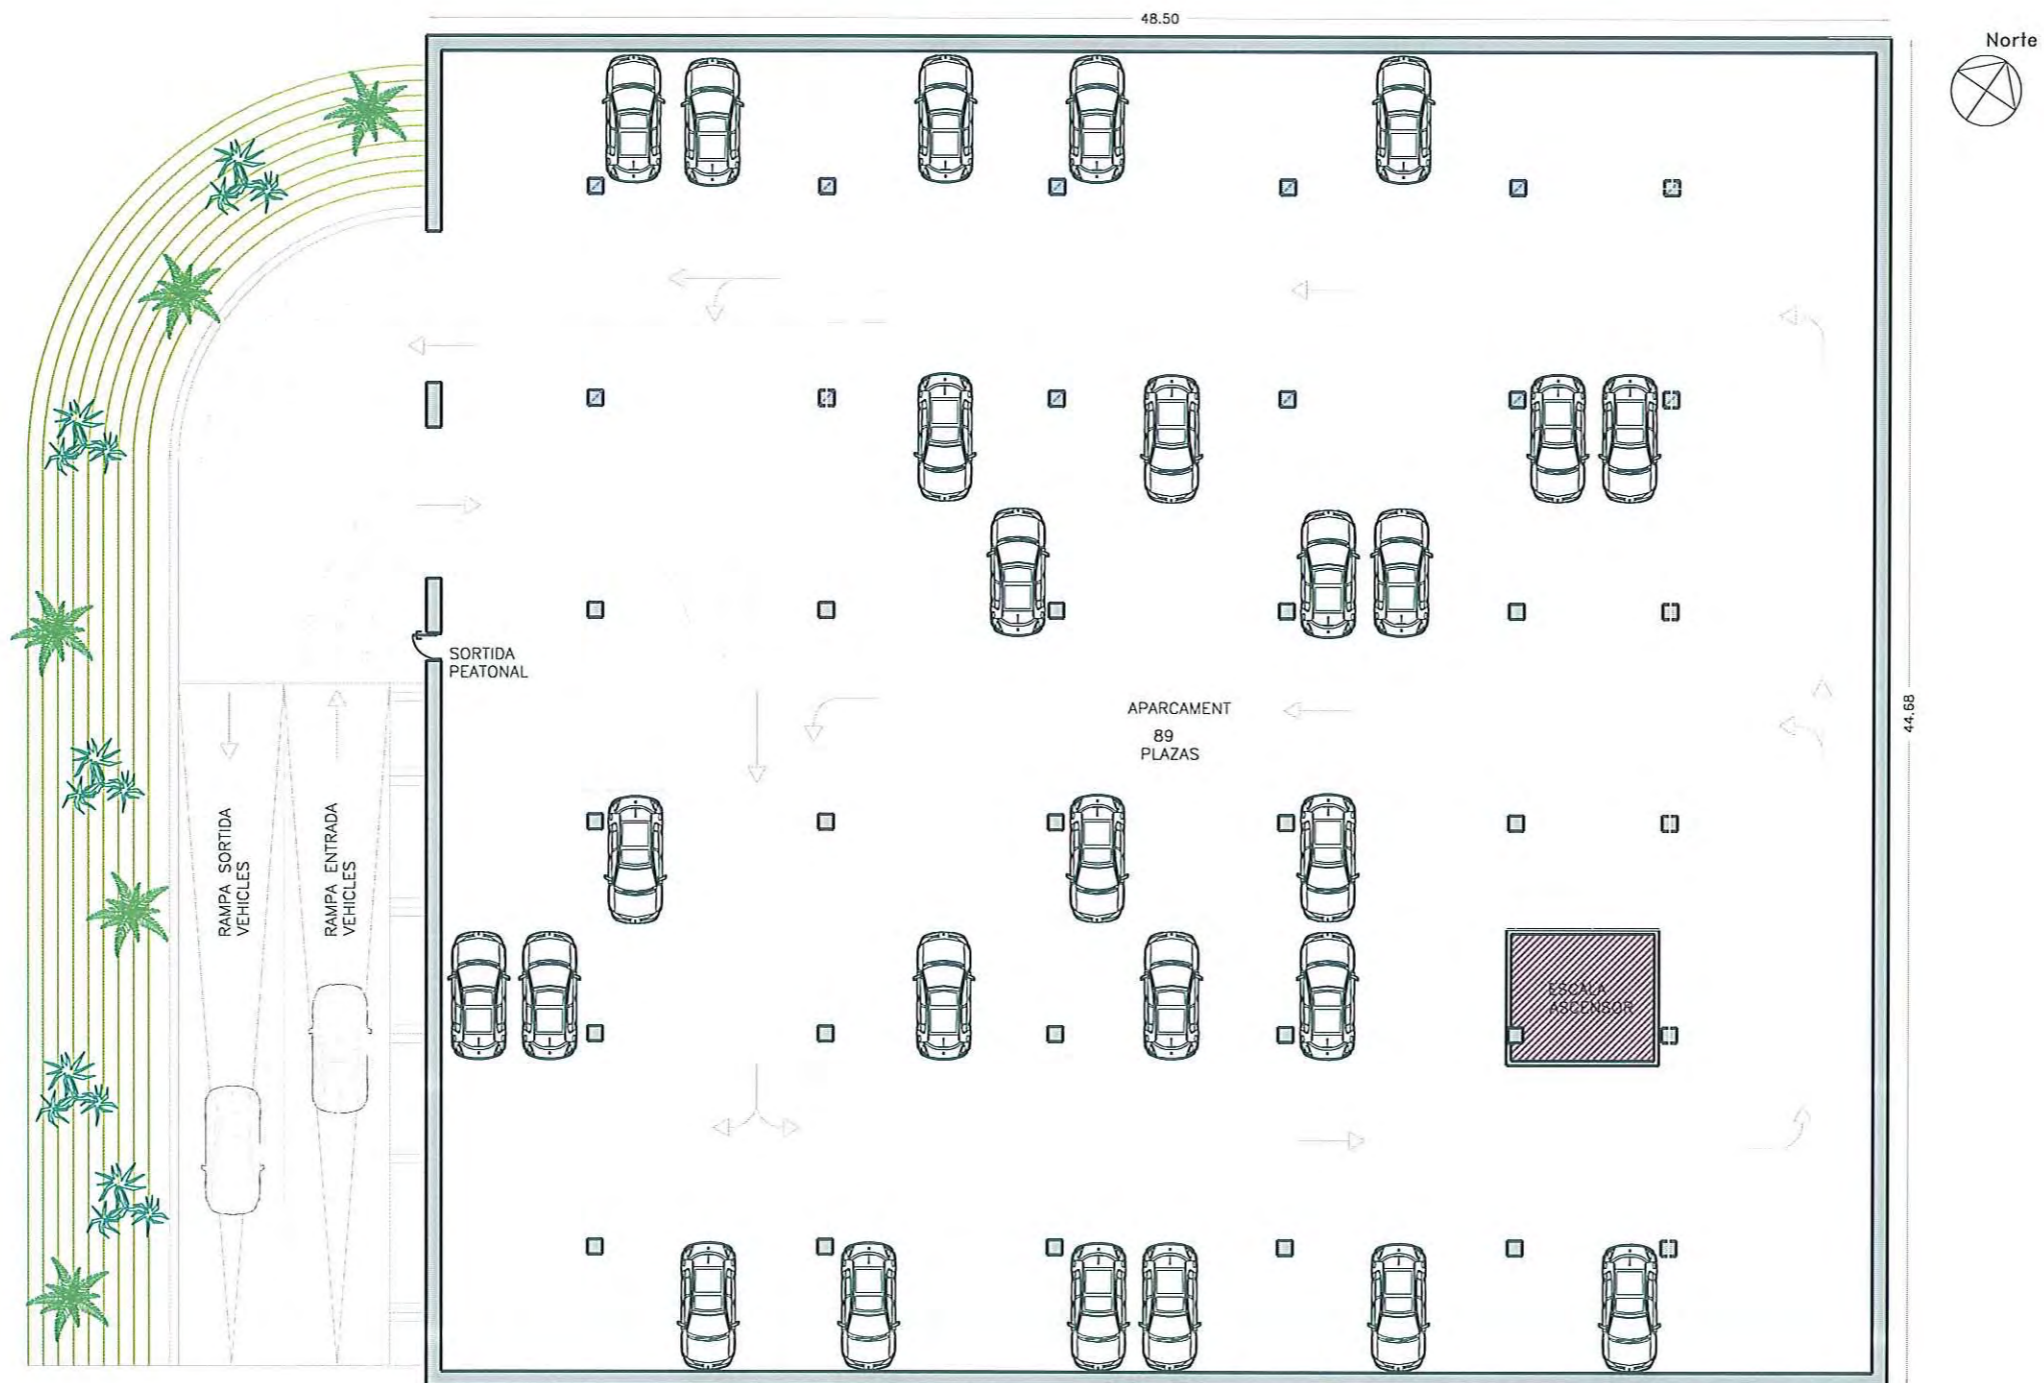 48.50
Norte
SORTIDA
PEATONAL
APARCAMENT
89
PLAZAS
44.68
RAMPA SORTIDA
VEHICLES
RAMPA ENTRADA
VEHICLES
ESCALA
ASCENSOR